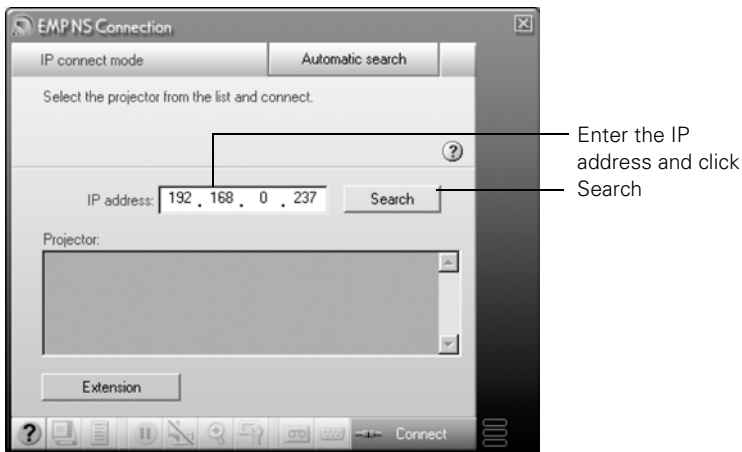 EMP NS Connection
IP connect mode
Automatic search
Select the projector from the list and connect.
?
Enter the IP
address and click
Search
IP address: 192 . 168 . 0 . 237
Search
Projector:
Extension
? Connect